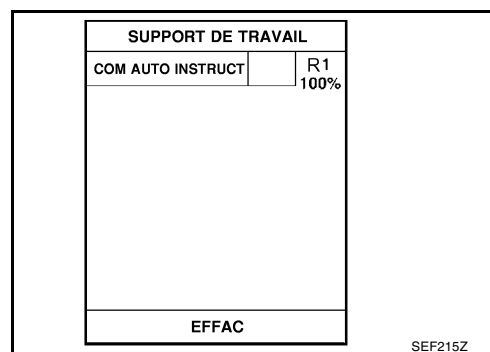 SUPPORT DE TRAVAIL
COM AUTO INSTRUCT R1
100%
EFFAC
SEF215Z